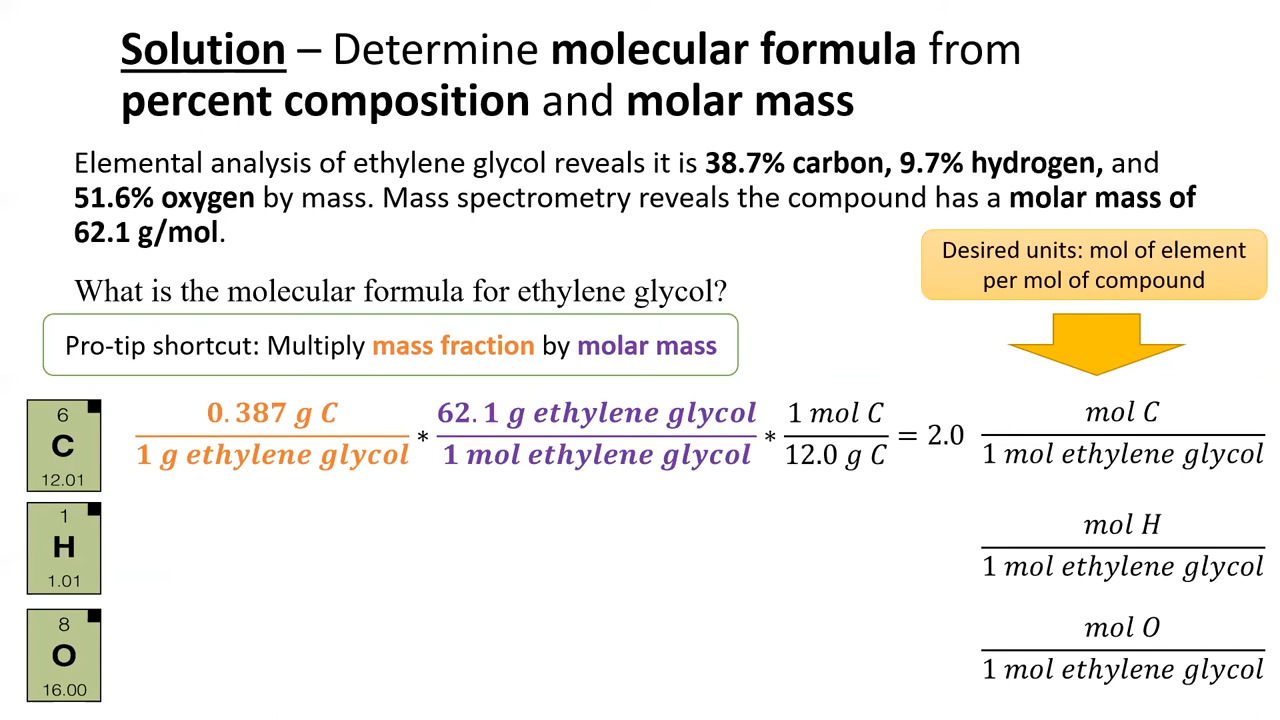 Solution – Determine molecular formula from
percent composition and molar mass
Elemental analysis of ethylene glycol reveals it is 38.7% carbon, 9.7% hydrogen, and
51.6% oxygen by mass. Mass spectrometry reveals the compound has a molar mass of
62.1 g/mol.
Desired units: mol of element
per mol of compound
What is the molecular formula for ethylene glycol?
Pro-tip shortcut: Multiply mass fraction by molar mass
6
C
12.01
0.387 g C
1 g ethylene glycol
*
62.1 g ethylene glycol
1 mol ethylene glycol
*
1 mol C
12.0 g C
= 2.0
mol C
1 mol ethylene glycol
1
H
1.01
mol H
1 mol ethylene glycol
8
O
16.00
mol O
1 mol ethylene glycol